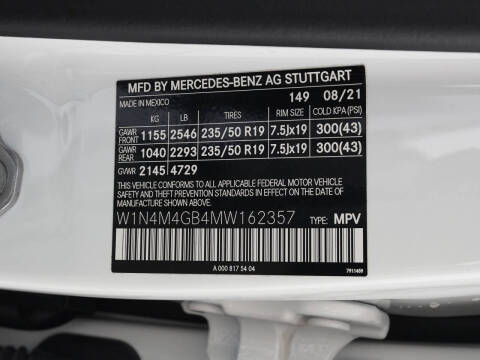 MFD BY MERCEDES-BENZ AG STUTTGART
MADE IN MEXICO 149 08/21
KG LB TIRES RIM SIZE COLD KPA(PSI)
GAWR FRONT 1155 2546 235/50 R19 7.5Jx19 300(43)
GAWR REAR 1040 2293 235/50 R19 7.5Jx19 300(43)
GVWR 2145 4729
THIS VEHICLE CONFORMS TO ALL APPLICABLE FEDERAL MOTOR VEHICLE
SAFETY AND THEFT PREVENTION STANDARDS IN EFFECT
ON THE DATE OF MANUFACTURE SHOWN ABOVE.
W1N4M4GB4MW162357 TYPE: MPV
A 000 817 54 04 7911459